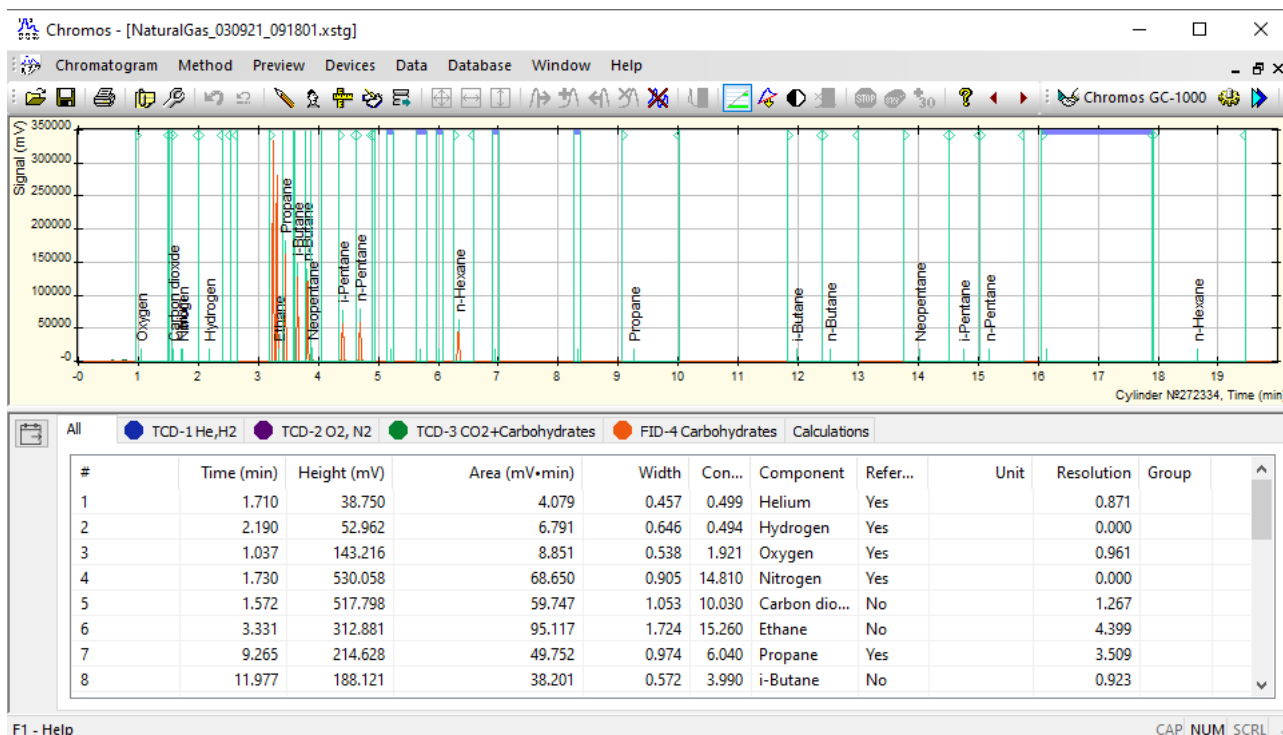 Chromos - [NaturalGas_030921_091801.xstg]
Chromatogram Method Preview Devices Data Database Window Help
STOP 30 Chromos GC-1000
Signal (mV)
350000
300000
250000
200000
150000
100000
50000
-0
Oxygen
Carbon dioxide
Hydrogen
Ethane
Propane
i-Butane
n-Butane
Neopentane
i-Pentane
n-Pentane
n-Hexane
Propane
i-Butane
n-Butane
Neopentane
i-Pentane
n-Pentane
n-Hexane
-0 1 2 3 4 5 6 7 8 9 10 11 12 13 14 15 16 17 18 19
Cylinder №272334, Time (min
All TCD-1 He,H2 TCD-2 O2, N2 TCD-3 CO2+Carbohydrates FID-4 Carbohydrates Calculations
# Time (min) Height (mV) Area (mV•min) Width Con... Component Refer... Unit Resolution Group
1 1.710 38.750 4.079 0.457 0.499 Helium Yes 0.871
2 2.190 52.962 6.791 0.646 0.494 Hydrogen Yes 0.000
3 1.037 143.216 8.851 0.538 1.921 Oxygen Yes 0.961
4 1.730 530.058 68.650 0.905 14.810 Nitrogen Yes 0.000
5 1.572 517.798 59.747 1.053 10.030 Carbon dio... No 1.267
6 3.331 312.881 95.117 1.724 15.260 Ethane No 4.399
7 9.265 214.628 49.752 0.974 6.040 Propane Yes 3.509
8 11.977 188.121 38.201 0.572 3.990 i-Butane No 0.923
F1 - Help CAP NUM SCRL